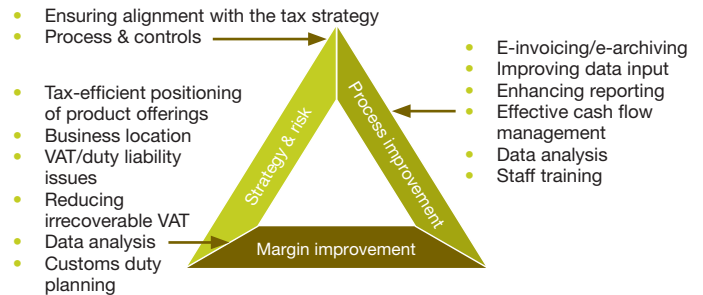 • Ensuring alignment with the tax strategy
• Process & controls
• Tax-efficient positioning
of product offerings
• Business location
• VAT/duty liability
issues
• Reducing
irrecoverable VAT
• Data analysis
• Customs duty
planning
Strategy & risk
Process improvement
Margin improvement
• E-invoicing/e-archiving
• Improving data input
• Enhancing reporting
• Effective cash flow
management
• Data analysis
• Staff training